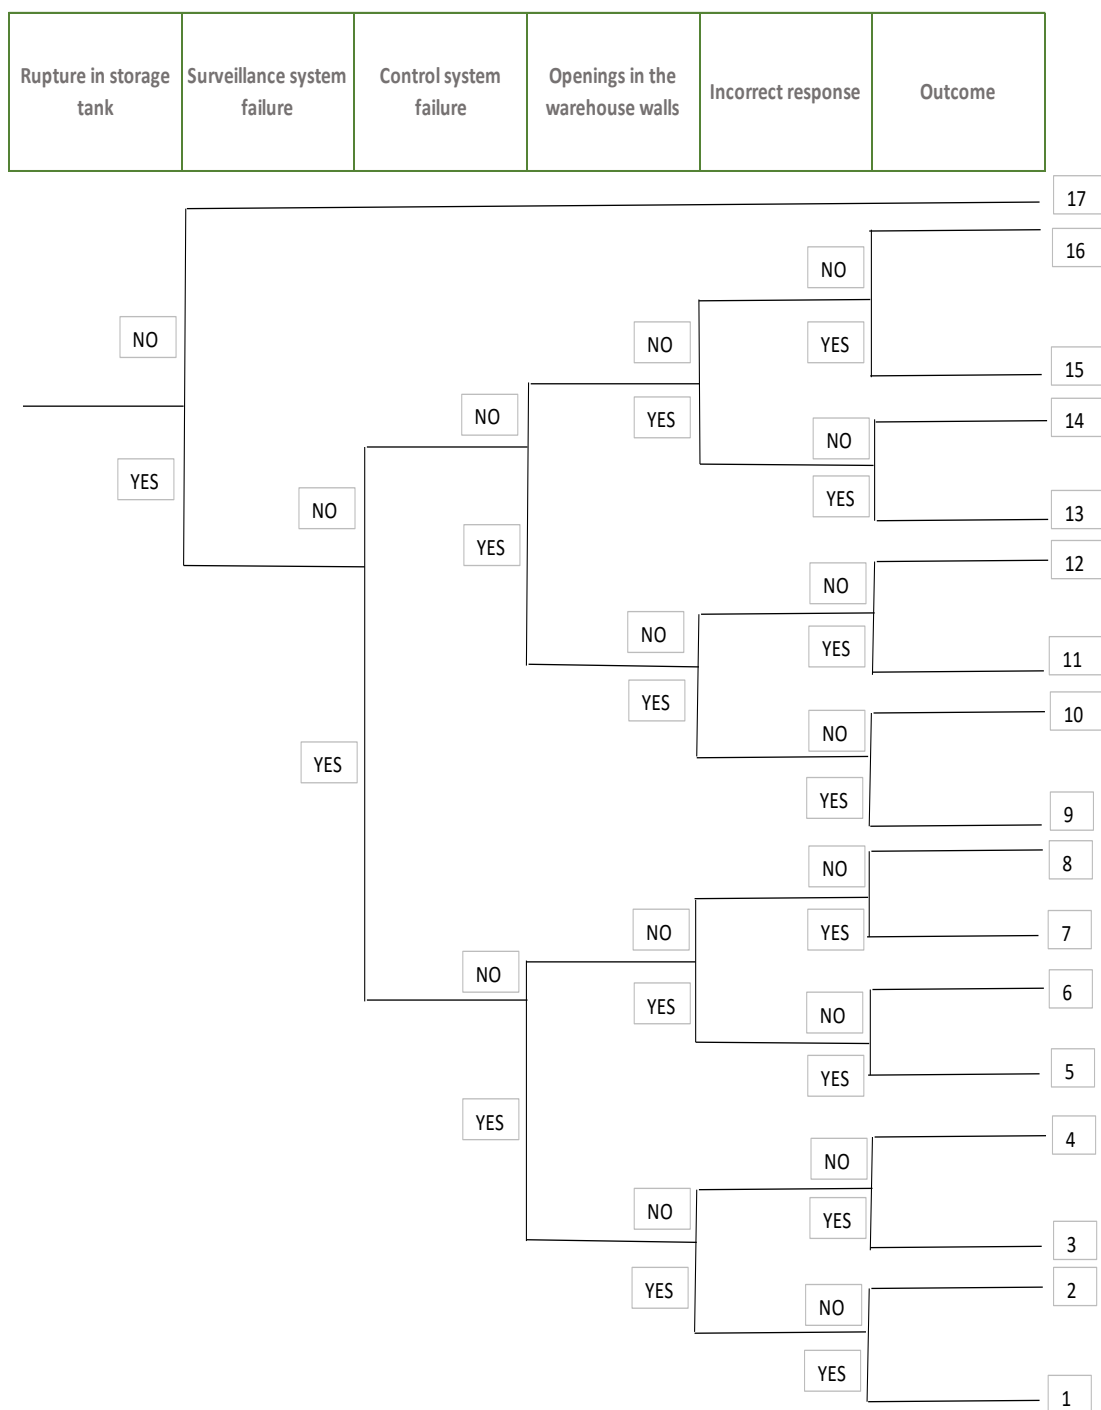 Rupture in storage
tank
Surveillance system
failure
Control system
failure
Openings in the
warehouse walls
Incorrect response
Outcome
17
16
NO
NO
NO
YES
15
NO
YES
14
NO
YES
YES
NO
13
YES
12
NO
NO
YES
11
YES
10
NO
YES
YES
9
8
NO
NO
YES
7
NO
6
YES
NO
5
YES
YES
4
NO
NO
YES
3
YES
2
NO
YES
1